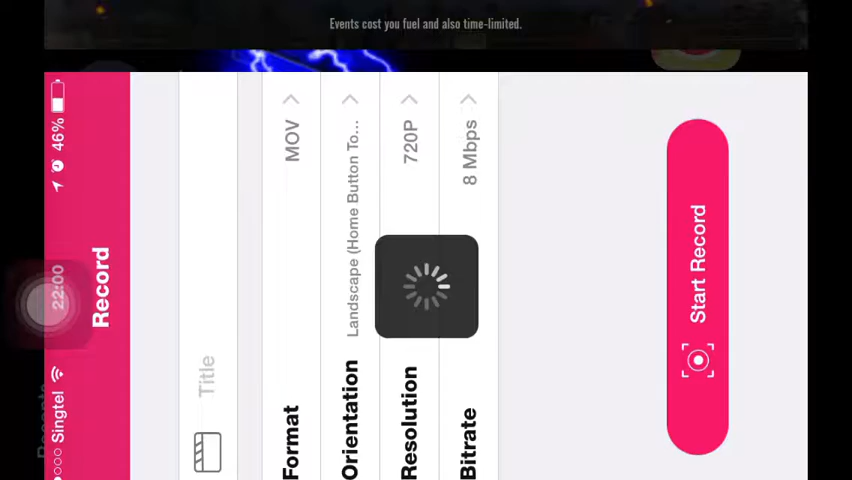 Events cost you fuel and also time-limited.
Singtel 22:00 46%
Record
Title
Format MOV
Orientation Landscape (Home Button To...
Resolution 720P
Bitrate 8 Mbps
Start Record
Recents